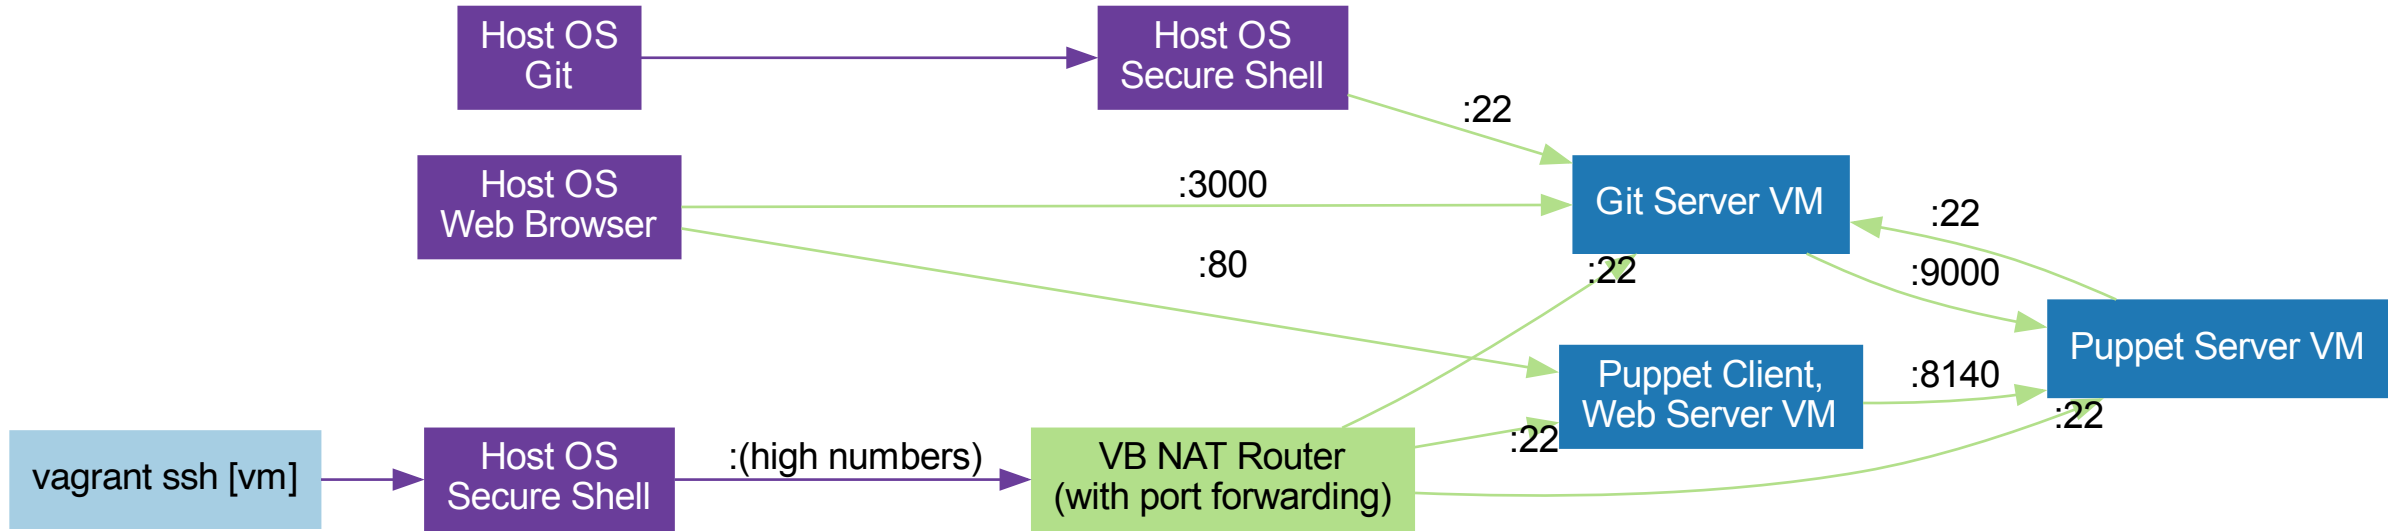 Host OS
Git
Host OS
Secure Shell
:22
Host OS
Web Browser
:3000
:80
Git Server VM
:22
:22
:9000
Puppet Server VM
Puppet Client,
Web Server VM
:8140
:22
:22
vagrant ssh [vm]
Host OS
Secure Shell
:(high numbers)
VB NAT Router
(with port forwarding)